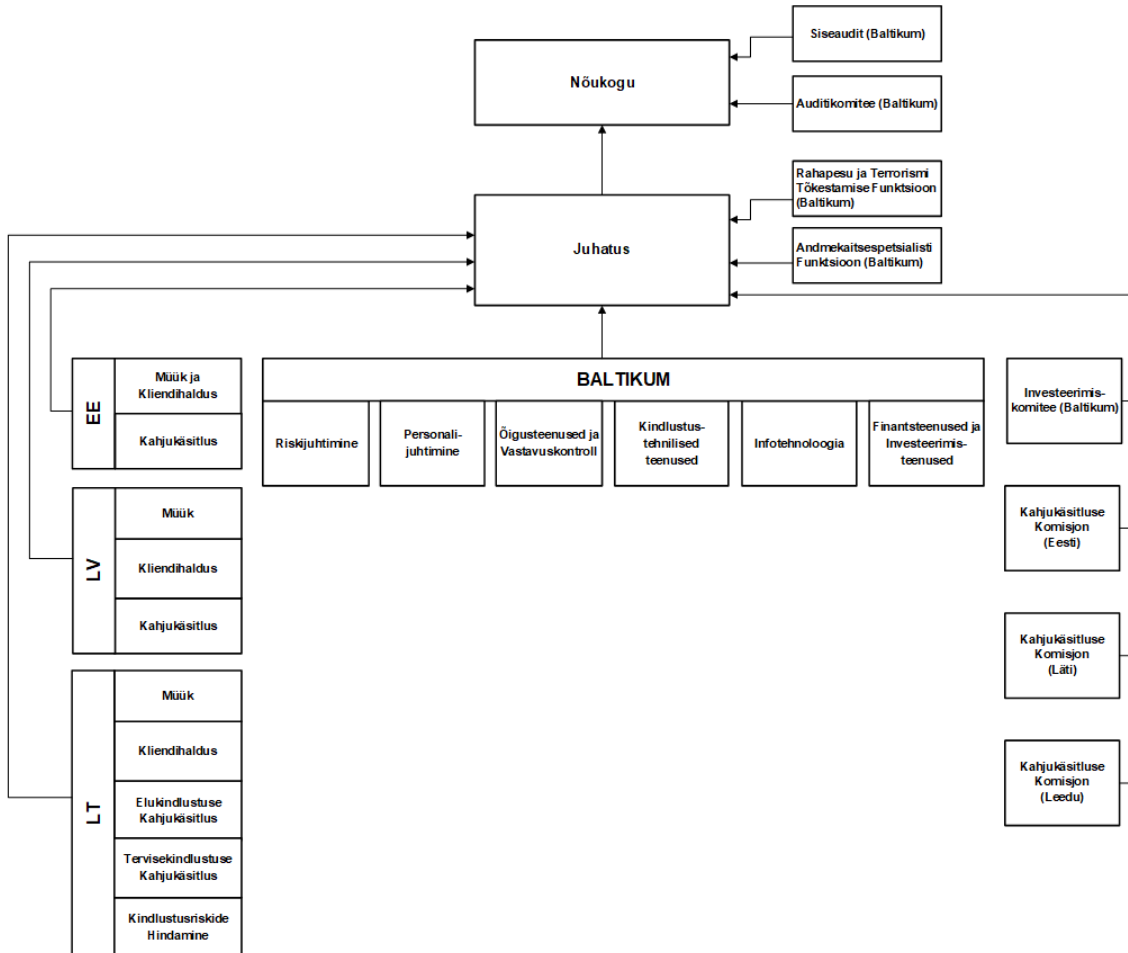 Siseaudit (Baltikum)
Nõukogu
Auditikomitee (Baltikum)
Rahapesu ja Terrorismi
Tõkestamise Funktsioon
(Baltikum)
Juhatus
Andmekaitsespetsialisti
Funktsioon (Baltikum)
EE
Müük ja
Kliendihaldus
Kahjukäsitlus
BALTIKUM
Riskijuhtimine
Personali-
juhtimine
Õigusteenused ja
Vastavuskontroll
Kindlustus-
tehnilised
teenused
Infotehnoloogia
Finantsteenused ja
Investeerimis-
teenused
Investeerimis-
komitee (Baltikum)
LV
Müük
Kliendihaldus
Kahjukäsitlus
Kahjukäsitluse
Komisjon
(Eesti)
Kahjukäsitluse
Komisjon
(Läti)
LT
Müük
Kliendihaldus
Elukindlustuse
Kahjukäsitlus
Tervisekindlustuse
Kahjukäsitlus
Kindlustusriskide
Hindamine
Kahjukäsitluse
Komisjon
(Leedu)